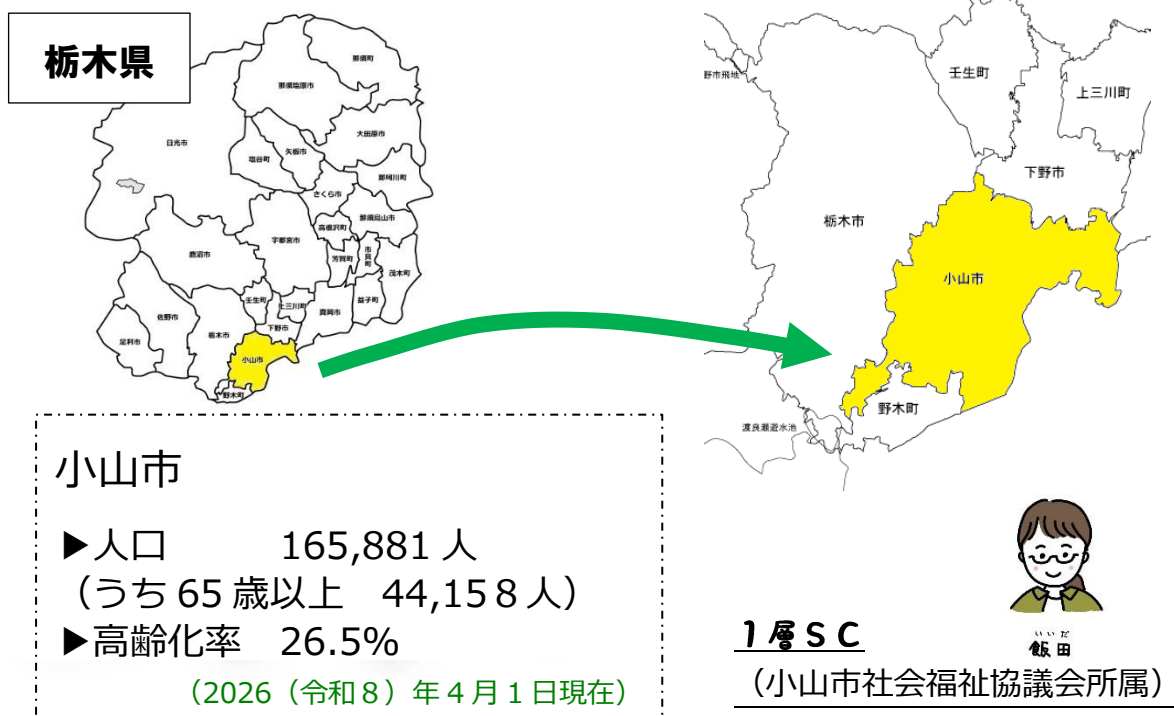 栃木県
那須町
那須塩原市
大田原市
日光市
矢板市
塩谷町
那珂川町
さくら市
那須烏山市
高根沢町
宇都宮市
鹿沼市
芳賀町
市貝町
茂木町
壬生町
上三川町
真岡市
益子町
佐野市
栃木市
下野市
足利市
小山市
野木町
野市飛地
壬生町
上三川町
下野市
栃木市
小山市
野木町
渡良瀬遊水池
小山市
▶人口 165,881 人
（うち 65 歳以上 44,15８人）
▶高齢化率 26.5%
（2026（令和８）年４月１日現在）
いいだ
飯田
１層ＳＣ
（小山市社会福祉協議会所属）